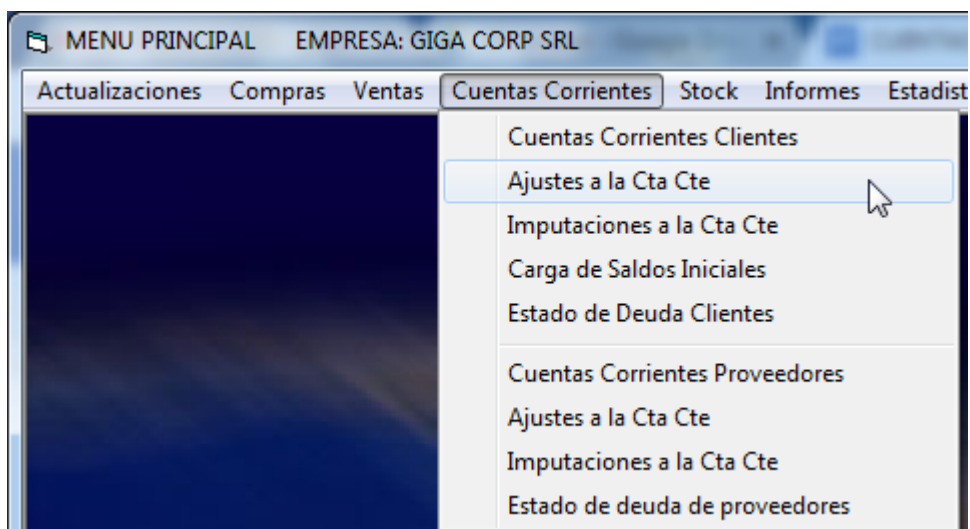 MENU PRINCIPAL EMPRESA: GIGA CORP SRL
Actualizaciones Compras Ventas Cuentas Corrientes Stock Informes Estadist
Cuentas Corrientes Clientes
Ajustes a la Cta Cte
Imputaciones a la Cta Cte
Carga de Saldos Iniciales
Estado de Deuda Clientes
Cuentas Corrientes Proveedores
Ajustes a la Cta Cte
Imputaciones a la Cta Cte
Estado de deuda de proveedores